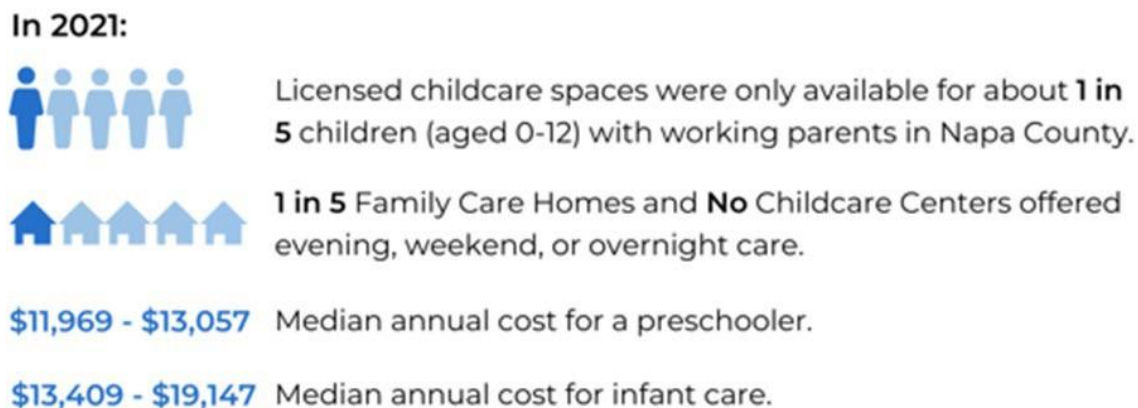 In 2021:
Licensed childcare spaces were only available for about 1 in
5 children (aged 0-12) with working parents in Napa County.
1 in 5 Family Care Homes and No Childcare Centers offered
evening, weekend, or overnight care.
$11,969 - $13,057 Median annual cost for a preschooler.
$13,409 - $19,147 Median annual cost for infant care.